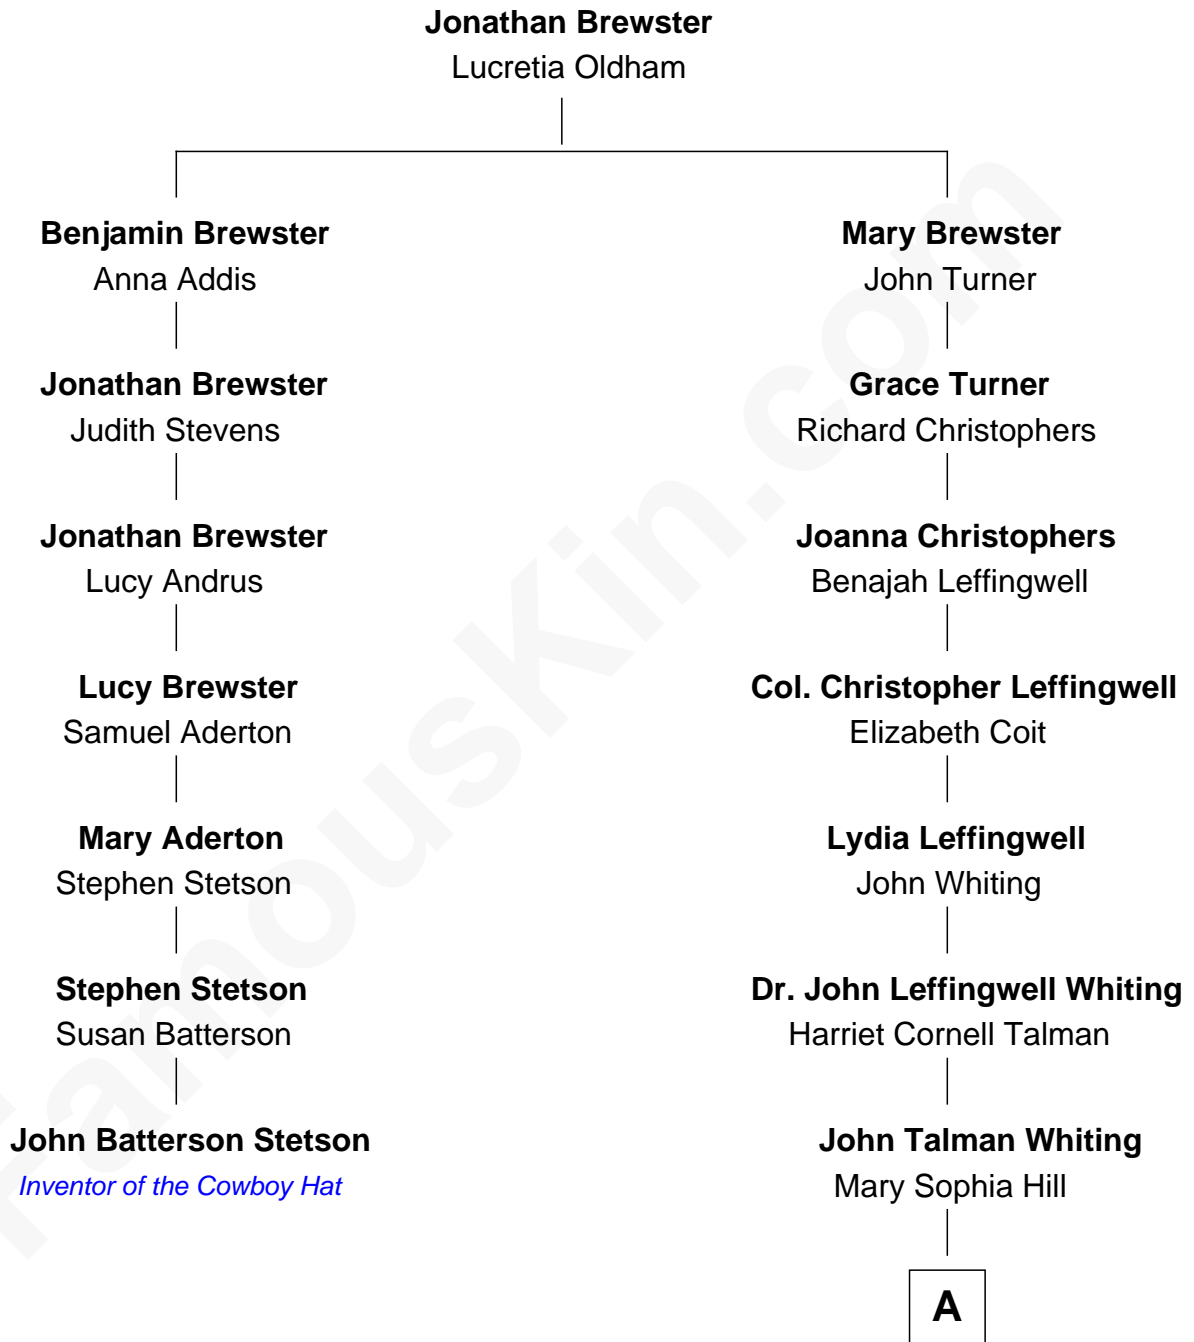 Jonathan Brewster
Lucretia Oldham
Benjamin Brewster
Anna Addis
Mary Brewster
John Turner
Jonathan Brewster
Judith Stevens
Grace Turner
Richard Christophers
Jonathan Brewster
Lucy Andrus
Joanna Christophers
Benajah Leffingwell
Lucy Brewster
Samuel Aderton
Col. Christopher Leffingwell
Elizabeth Coit
Mary Aderton
Stephen Stetson
Lydia Leffingwell
John Whiting
Stephen Stetson
Susan Batterson
Dr. John Leffingwell Whiting
Harriet Cornell Talman
John Batterson Stetson
Inventor of the Cowboy Hat
John Talman Whiting
Mary Sophia Hill
A
FamousKin.com